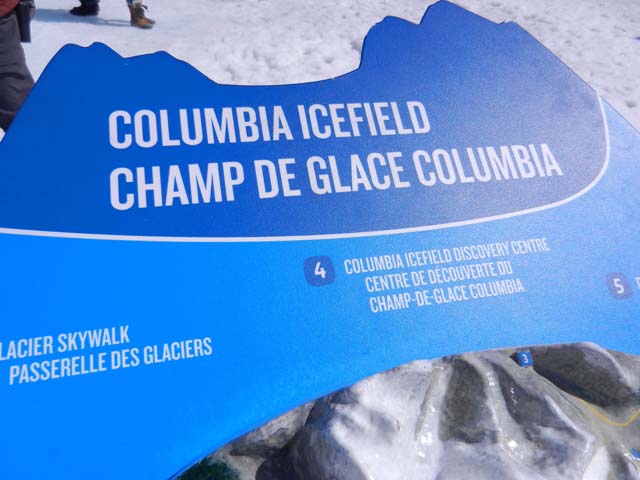 COLUMBIA ICEFIELD
CHAMP DE GLACE COLUMBIA
4 COLUMBIA ICEFIELD DISCOVERY CENTRE
CENTRE DE DÉCOUVERTE DU
CHAMP-DE-GLACE COLUMBIA
5
LACIER SKYWALK
PASSERELLE DES GLACIERS
3